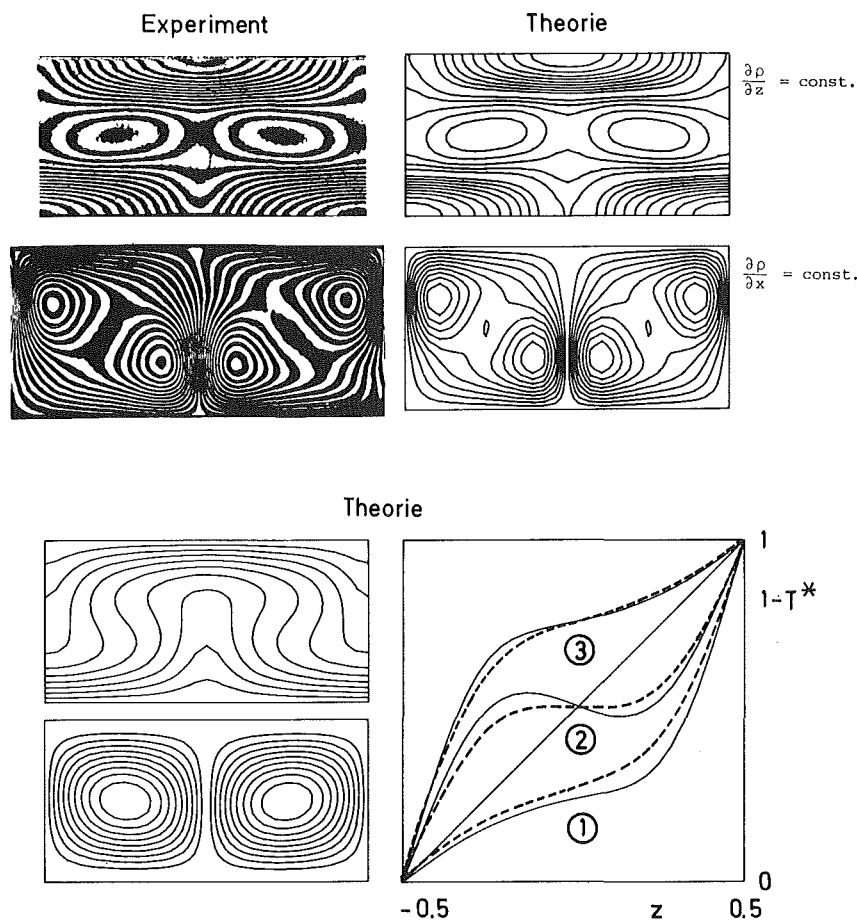 Experiment
Theorie
∂ρ/∂z = const.
∂ρ/∂x = const.
Theorie
1
1-T*
3
2
1
0
-0.5
z
0.5